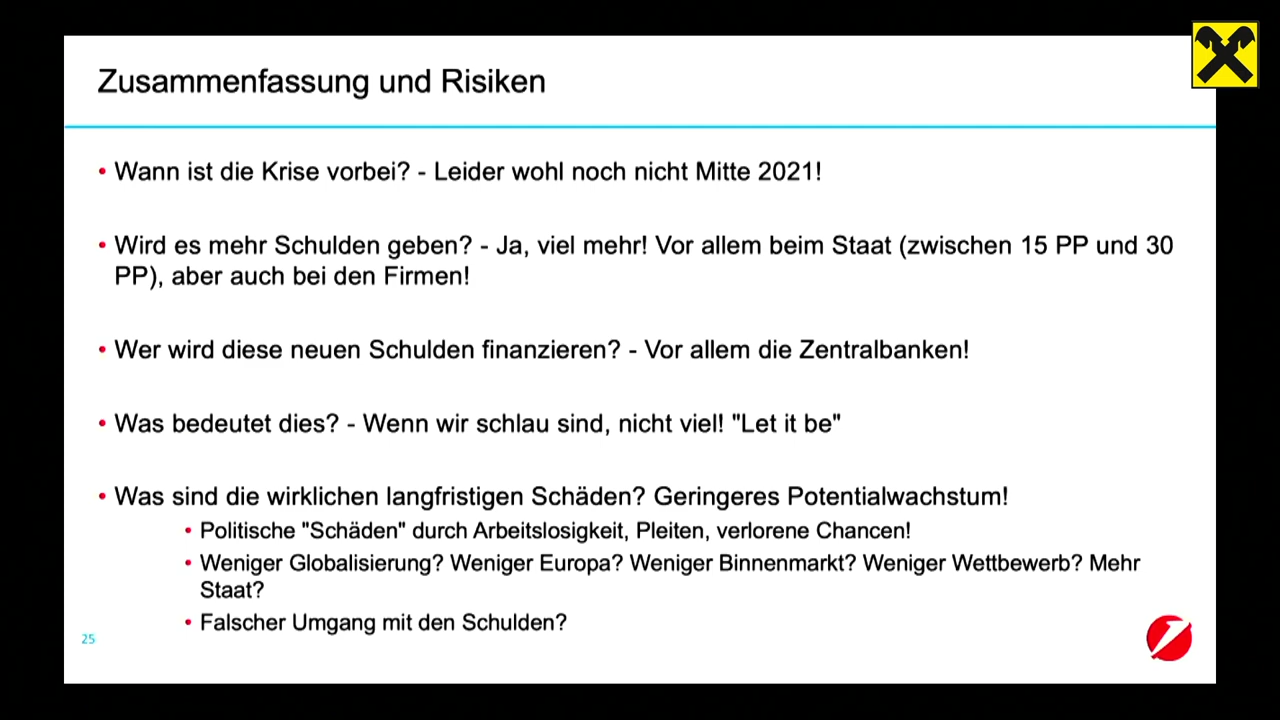 Zusammenfassung und Risiken
• Wann ist die Krise vorbei? - Leider wohl noch nicht Mitte 2021!
• Wird es mehr Schulden geben? - Ja, viel mehr! Vor allem beim Staat (zwischen 15 PP und 30
PP), aber auch bei den Firmen!
• Wer wird diese neuen Schulden finanzieren? - Vor allem die Zentralbanken!
• Was bedeutet dies? - Wenn wir schlau sind, nicht viel! "Let it be"
• Was sind die wirklichen langfristigen Schäden? Geringeres Potentialwachstum!
• Politische "Schäden" durch Arbeitslosigkeit, Pleiten, verlorene Chancen!
• Weniger Globalisierung? Weniger Europa? Weniger Binnenmarkt? Weniger Wettbewerb? Mehr
Staat?
• Falscher Umgang mit den Schulden?
25